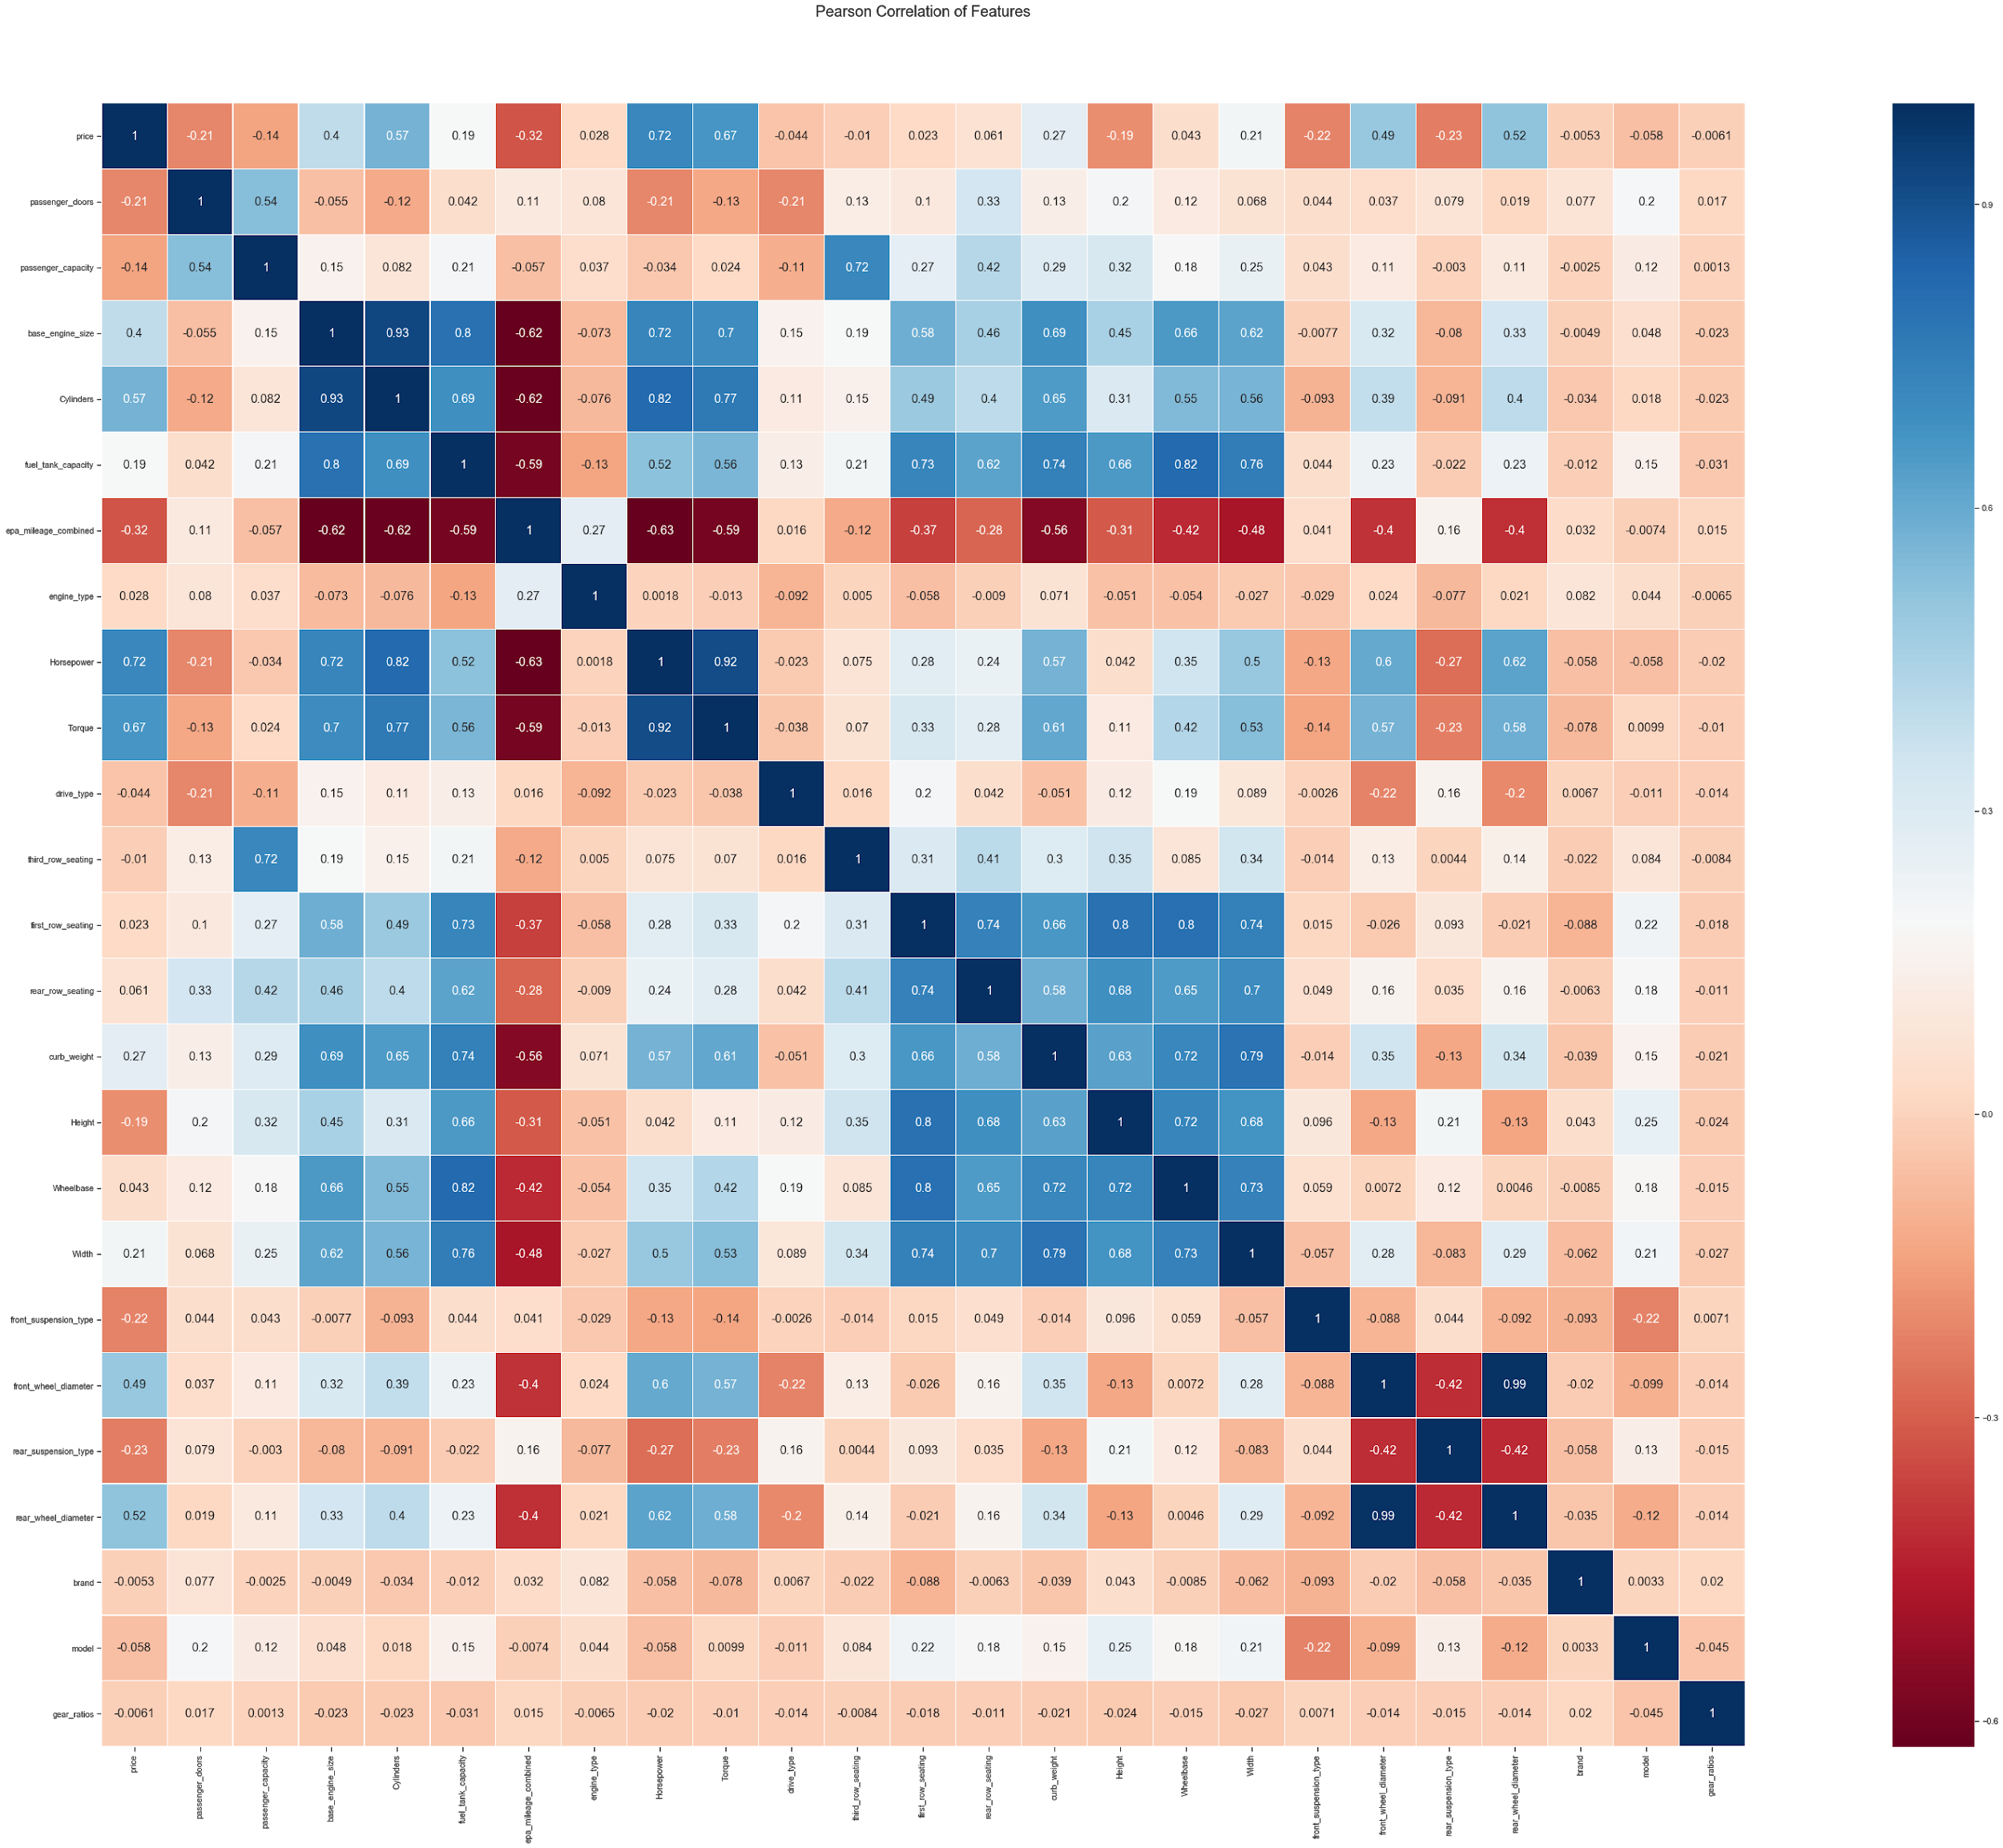 Pearson Correlation of Features
price 1 -0.21 -0.14 0.4 0.57 0.19 -0.32 0.028 0.72 0.67 -0.044 -0.01 0.023 0.061 0.27 -0.19 0.043 0.21 -0.22 0.49 -0.23 0.52 -0.0053 -0.058 -0.0061
passenger_doors -0.21 1 0.54 -0.055 -0.12 0.042 0.11 0.08 -0.21 -0.13 -0.21 0.13 0.1 0.33 0.13 0.2 0.12 0.068 0.044 0.037 0.079 0.019 0.077 0.2 0.017
passenger_capacity -0.14 0.54 1 0.15 0.082 0.21 -0.057 0.037 -0.034 0.024 -0.11 0.72 0.27 0.42 0.29 0.32 0.18 0.25 0.043 0.11 -0.003 0.11 -0.0025 0.12 0.0013
base_engine_size 0.4 -0.055 0.15 1 0.93 0.8 -0.62 -0.073 0.72 0.7 0.15 0.19 0.58 0.46 0.69 0.45 0.66 0.62 -0.0077 0.32 -0.08 0.33 -0.0049 0.048 -0.023
Cylinders 0.57 -0.12 0.082 0.93 1 0.69 -0.62 -0.076 0.82 0.77 0.11 0.15 0.49 0.4 0.65 0.31 0.55 0.56 -0.093 0.39 -0.091 0.4 -0.034 0.018 -0.023
fuel_tank_capacity 0.19 0.042 0.21 0.8 0.69 1 -0.59 -0.13 0.52 0.56 0.13 0.21 0.73 0.62 0.74 0.66 0.82 0.76 0.044 0.23 -0.022 0.23 -0.012 0.15 -0.031
epa_mileage_combined -0.32 0.11 -0.057 -0.62 -0.62 -0.59 1 0.27 -0.63 -0.59 0.016 -0.12 -0.37 -0.28 -0.56 -0.31 -0.42 -0.48 0.041 -0.4 0.16 -0.4 0.032 -0.0074 0.015
engine_type 0.028 0.08 0.037 -0.073 -0.076 -0.13 0.27 1 0.0018 -0.013 -0.092 0.005 -0.058 -0.009 0.071 -0.051 -0.054 -0.027 -0.029 0.024 -0.077 0.021 0.082 0.044 -0.0065
Horsepower 0.72 -0.21 -0.034 0.72 0.82 0.52 -0.63 0.0018 1 0.92 -0.023 0.075 0.28 0.24 0.57 0.042 0.35 0.5 -0.13 0.6 -0.27 0.62 -0.058 -0.058 -0.02
Torque 0.67 -0.13 0.024 0.7 0.77 0.56 -0.59 -0.013 0.92 1 -0.038 0.07 0.33 0.28 0.61 0.11 0.42 0.53 -0.14 0.57 -0.23 0.58 -0.078 0.0099 -0.01
drive_type -0.044 -0.21 -0.11 0.15 0.11 0.13 0.016 -0.092 -0.023 -0.038 1 0.016 0.2 0.042 -0.051 0.12 0.19 0.089 -0.0026 -0.22 0.16 -0.2 0.0067 -0.011 -0.014
third_row_seating -0.01 0.13 0.72 0.19 0.15 0.21 -0.12 0.005 0.075 0.07 0.016 1 0.31 0.41 0.3 0.35 0.085 0.34 -0.014 0.13 0.0044 0.14 -0.022 0.084 -0.0084
first_row_seating 0.023 0.1 0.27 0.58 0.49 0.73 -0.37 -0.058 0.28 0.33 0.2 0.31 1 0.74 0.66 0.8 0.8 0.74 0.015 -0.026 0.093 -0.021 -0.088 0.22 -0.018
rear_row_seating 0.061 0.33 0.42 0.46 0.4 0.62 -0.28 -0.009 0.24 0.28 0.042 0.41 0.74 1 0.58 0.68 0.65 0.7 0.049 0.16 0.035 0.16 -0.0063 0.18 -0.011
curb_weight 0.27 0.13 0.29 0.69 0.65 0.74 -0.56 0.071 0.57 0.61 -0.051 0.3 0.66 0.58 1 0.63 0.72 0.79 -0.014 0.35 -0.13 0.34 -0.039 0.15 -0.021
Height -0.19 0.2 0.32 0.45 0.31 0.66 -0.31 -0.051 0.042 0.11 0.12 0.35 0.8 0.68 0.63 1 0.72 0.68 0.096 -0.13 0.21 -0.13 0.043 0.25 -0.024
Wheelbase 0.043 0.12 0.18 0.66 0.55 0.82 -0.42 -0.054 0.35 0.42 0.19 0.085 0.8 0.65 0.72 0.72 1 0.73 0.059 0.0072 0.12 0.0046 -0.0085 0.18 -0.015
Width 0.21 0.068 0.25 0.62 0.56 0.76 -0.48 -0.027 0.5 0.53 0.089 0.34 0.74 0.7 0.79 0.68 0.73 1 -0.057 0.28 -0.083 0.29 -0.062 0.21 -0.027
front_suspension_type -0.22 0.044 0.043 -0.0077 -0.093 0.044 0.041 -0.029 -0.13 -0.14 -0.0026 -0.014 0.015 0.049 -0.014 0.096 0.059 -0.057 1 -0.088 0.044 -0.092 -0.093 -0.22 0.0071
front_wheel_diameter 0.49 0.037 0.11 0.32 0.39 0.23 -0.4 0.024 0.6 0.57 -0.22 0.13 -0.026 0.16 0.35 -0.13 0.0072 0.28 -0.088 1 -0.42 0.99 -0.02 -0.099 -0.014
rear_suspension_type -0.23 0.079 -0.003 -0.08 -0.091 -0.022 0.16 -0.077 -0.27 -0.23 0.16 0.0044 0.093 0.035 -0.13 0.21 0.12 -0.083 0.044 -0.42 1 -0.42 -0.058 0.13 -0.015
rear_wheel_diameter 0.52 0.019 0.11 0.33 0.4 0.23 -0.4 0.021 0.62 0.58 -0.2 0.14 -0.021 0.16 0.34 -0.13 0.0046 0.29 -0.092 0.99 -0.42 1 -0.035 -0.12 -0.014
brand -0.0053 0.077 -0.0025 -0.0049 -0.034 -0.012 0.032 0.082 -0.058 -0.078 0.0067 -0.022 -0.088 -0.0063 -0.039 0.043 -0.0085 -0.062 -0.093 -0.02 -0.058 -0.035 1 0.0033 0.02
model -0.058 0.2 0.12 0.048 0.018 0.15 -0.0074 0.044 -0.058 0.0099 -0.011 0.084 0.22 0.18 0.15 0.25 0.18 0.21 -0.22 -0.099 0.13 -0.12 0.0033 1 -0.045
gear_ratios -0.0061 0.017 0.0013 -0.023 -0.023 -0.031 0.015 -0.0065 -0.02 -0.01 -0.014 -0.0084 -0.018 -0.011 -0.021 -0.024 -0.015 -0.027 0.0071 -0.014 -0.015 -0.014 0.02 -0.045 1
price passenger_doors passenger_capacity base_engine_size Cylinders fuel_tank_capacity epa_mileage_combined engine_type Horsepower Torque drive_type third_row_seating first_row_seating rear_row_seating curb_weight Height Wheelbase Width front_suspension_type front_wheel_diameter rear_suspension_type rear_wheel_diameter brand model gear_ratios
0.9
0.6
0.3
0.0
-0.3
-0.6